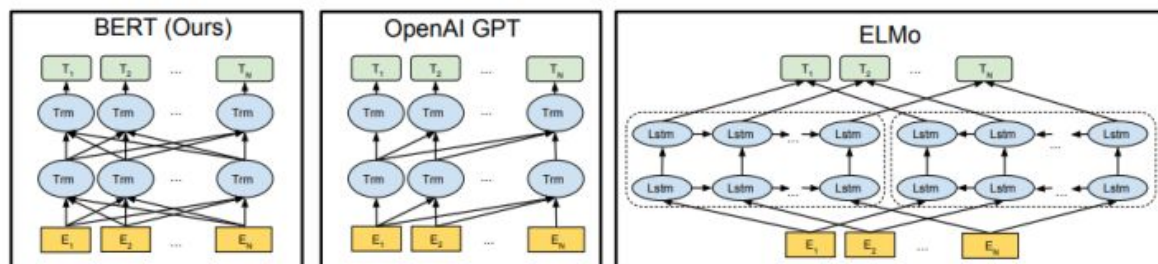 BERT (Ours)
T1 T2 ... TN
Trm Trm ... Trm
Trm Trm ... Trm
E1 E2 ... EN
OpenAI GPT
T1 T2 ... TN
Trm Trm ... Trm
Trm Trm ... Trm
E1 E2 ... EN
ELMo
T1 T2 ... TN
Lstm Lstm ... Lstm Lstm Lstm ... Lstm
Lstm Lstm ... Lstm Lstm Lstm ... Lstm
E1 E2 ... EN